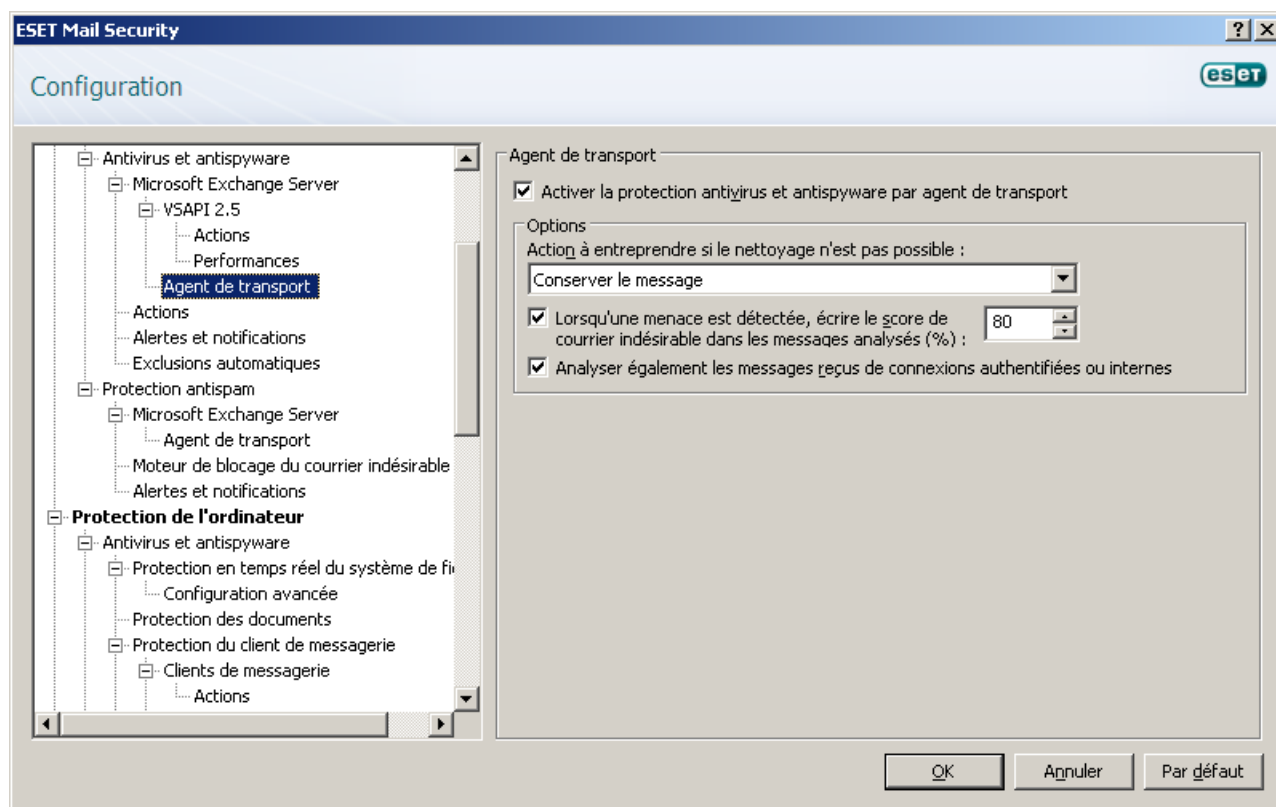 ESET Mail Security
Configuration
eset
Antivirus et antispyware
Microsoft Exchange Server
VSAPI 2.5
Actions
Performances
Agent de transport
Actions
Alertes et notifications
Exclusions automatiques
Protection antispam
Microsoft Exchange Server
Agent de transport
Moteur de blocage du courrier indésirable
Alertes et notifications
Protection de l'ordinateur
Antivirus et antispyware
Protection en temps réel du système de fi
Configuration avancée
Protection des documents
Protection du client de messagerie
Clients de messagerie
Actions
Agent de transport
Activer la protection antivirus et antispyware par agent de transport
Options
Action à entreprendre si le nettoyage n'est pas possible :
Conserver le message
Lorsqu'une menace est détectée, écrire le score de
courrier indésirable dans les messages analysés (%) :
80
Analyser également les messages reçus de connexions authentifiées ou internes
OK
Annuler
Par défaut